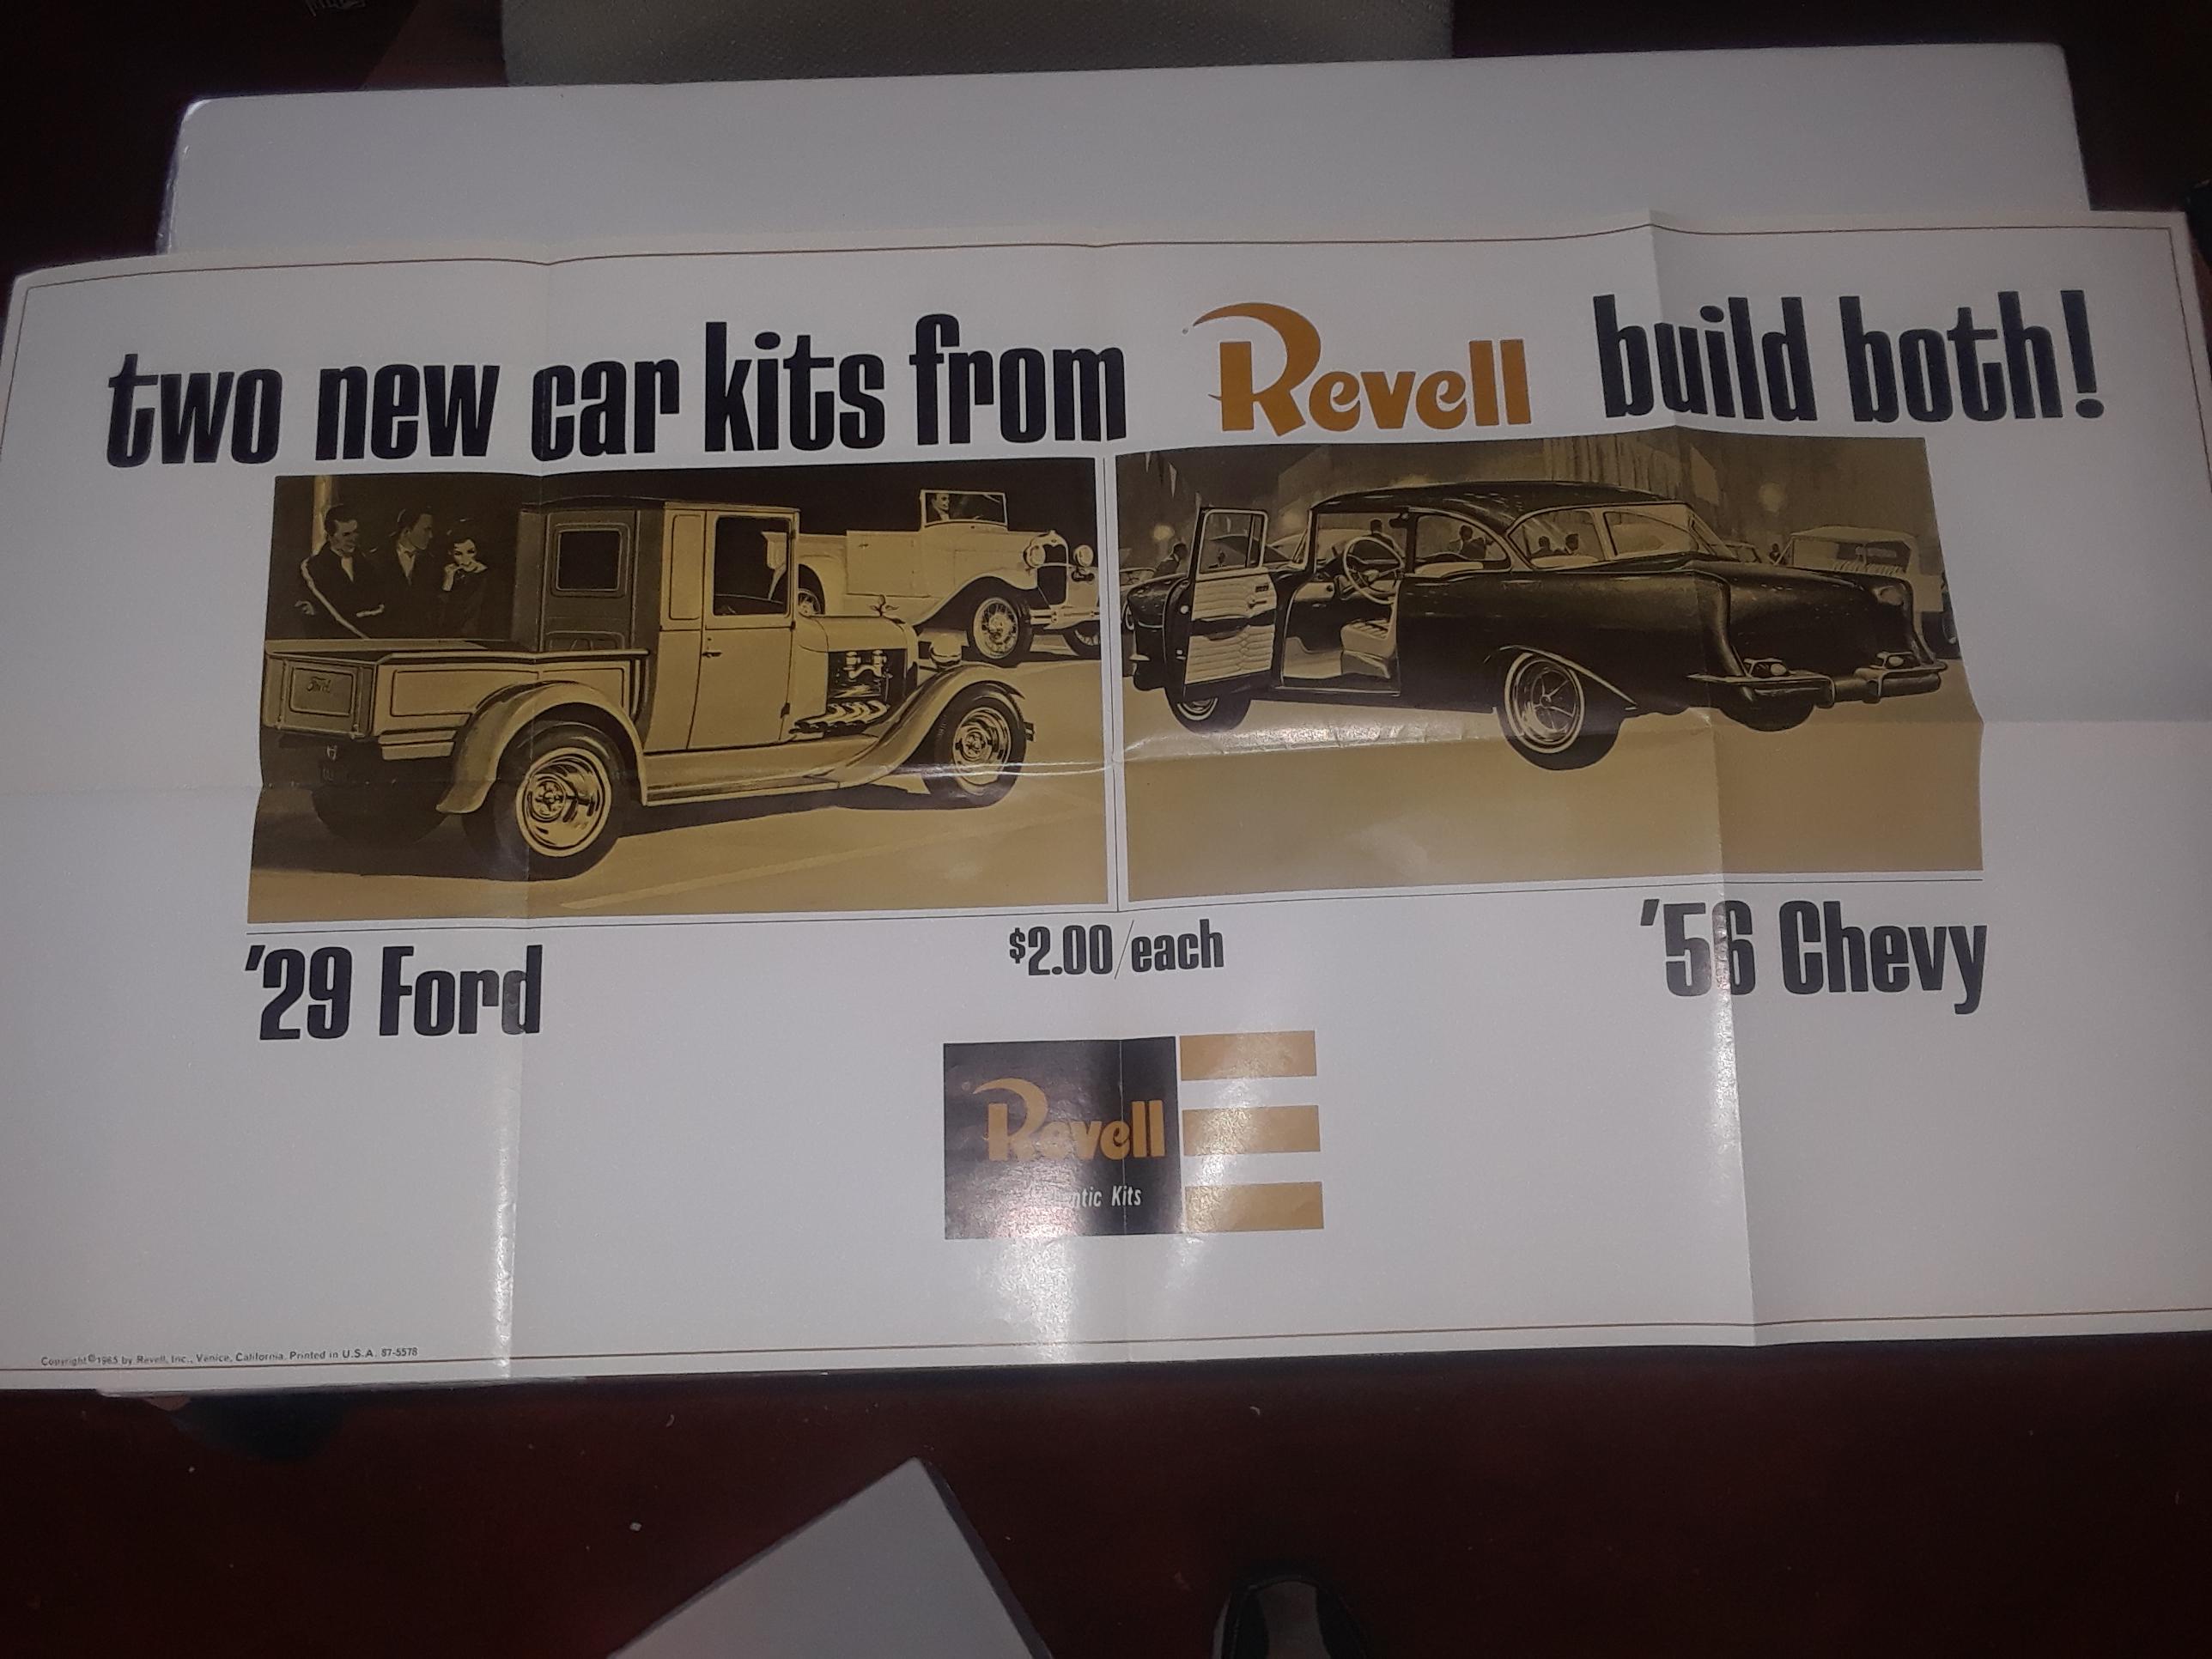 two new car kits from Revell build both!
Ford
'29 Ford
$2.00/each
'56 Chevy
Revell
Kits
Copyright ©1965 by Revell, Inc., Venice, California. Printed in U.S.A. 87-5578